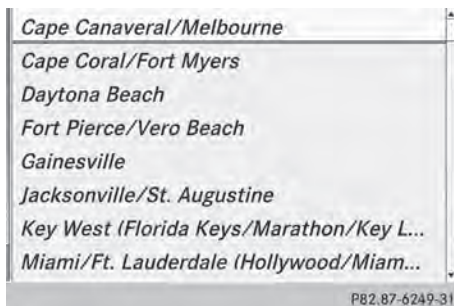 Cape Canaveral/Melbourne
Cape Coral/Fort Myers
Daytona Beach
Fort Pierce/Vero Beach
Gainesville
Jacksonville/St. Augustine
Key West (Florida Keys/Marathon/Key L...
Miami/Ft. Lauderdale (Hollywood/Miam...
P82.87-6249-31